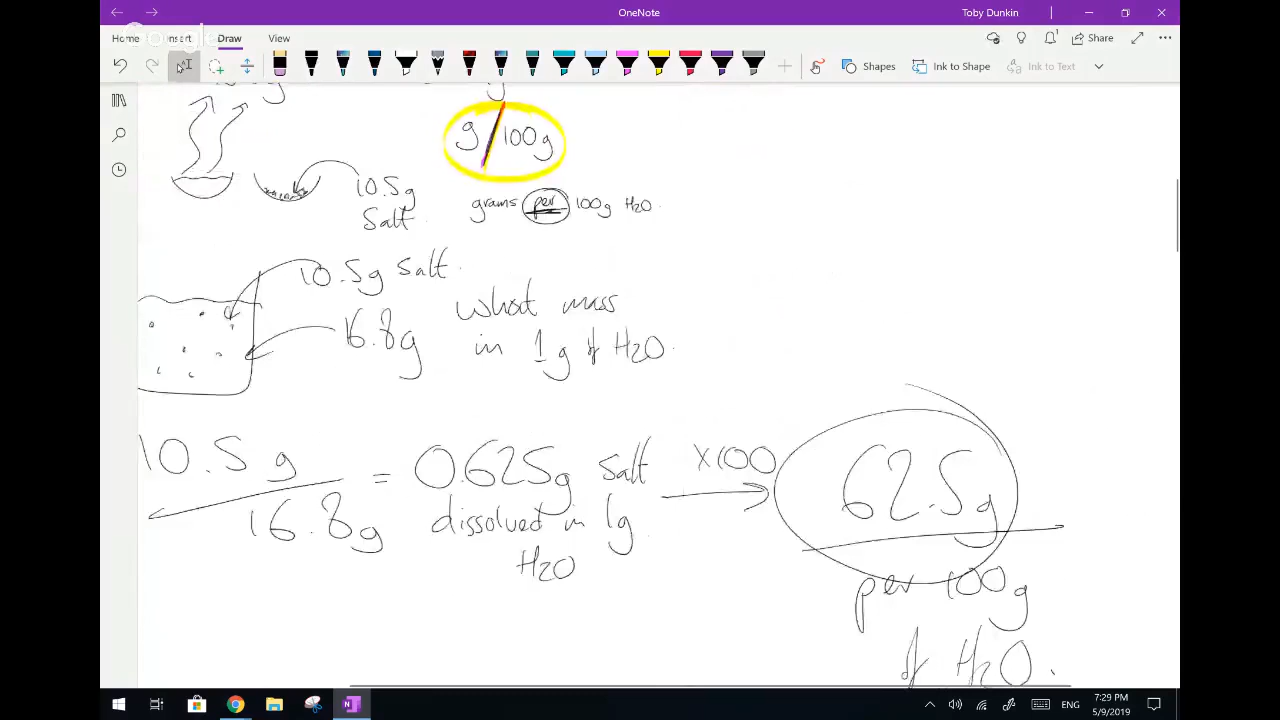 OneNote
Toby Dunkin
Home Insert Draw View
Share
Shapes Ink to Shape Ink to Text
g/100g
10.5g
Salt.
grams per 100g H2O.
10.5g salt.
16.8g
What mass
in 1g of H2O.
10.5g
16.8g
= 0.625g salt
dissolved in 1g
H2O
x100
62.5g
per 100g
of H2O.
ENG
7:29 PM
5/9/2019